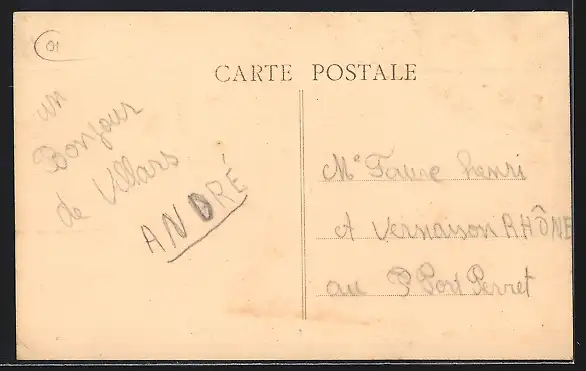 01
CARTE POSTALE
un
Bonjour
de Villars
ANDRÉ
Mr Faure henri
A Vernaison RHÔNE
au P Port Perret